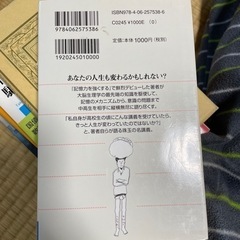 ISBN978-4-06-257538-6
C0245 ¥1000E (0)
定価:本体1000円(税別)
9784062575386
1920245010000
あなたの人生も変わるかもしれない?
「記憶力を強くする」で鮮烈デビューした著者が
大脳生理学の最先端の知識を駆使して、
記憶のメカニズムから、意識の問題まで
中高生を相手に縦横無尽に語り尽くす。
「私自身が高校生の頃にこんな講義を受けていたら、
きっと人生が変わっていたのではないか?」
と、著者自らが語る珠玉の名講義。